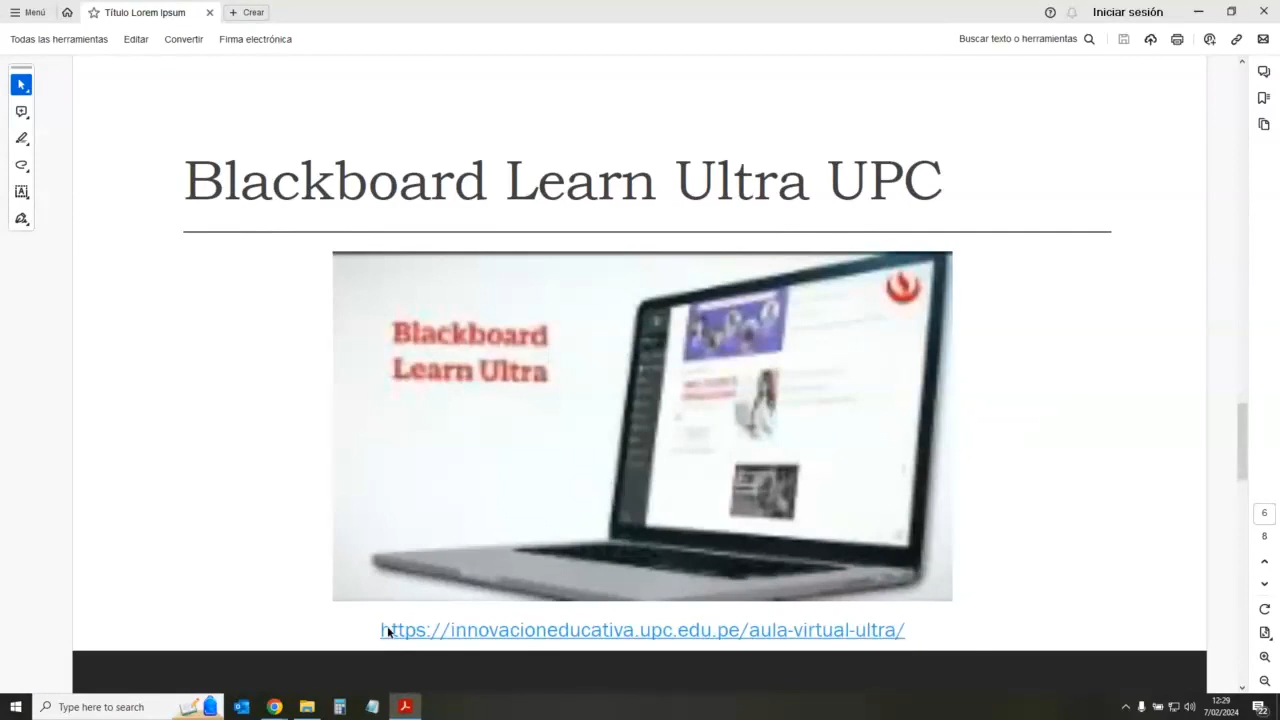 Menú
Título Lorem Ipsum
Crear
Iniciar sesión
Todas las herramientas
Editar
Convertir
Firma electrónica
Buscar texto o herramientas
Blackboard Learn Ultra UPC
Blackboard
Learn Ultra
https://innovacioneducativa.upc.edu.pe/aula-virtual-ultra/
6
8
Type here to search
12:29
7/02/2024
22